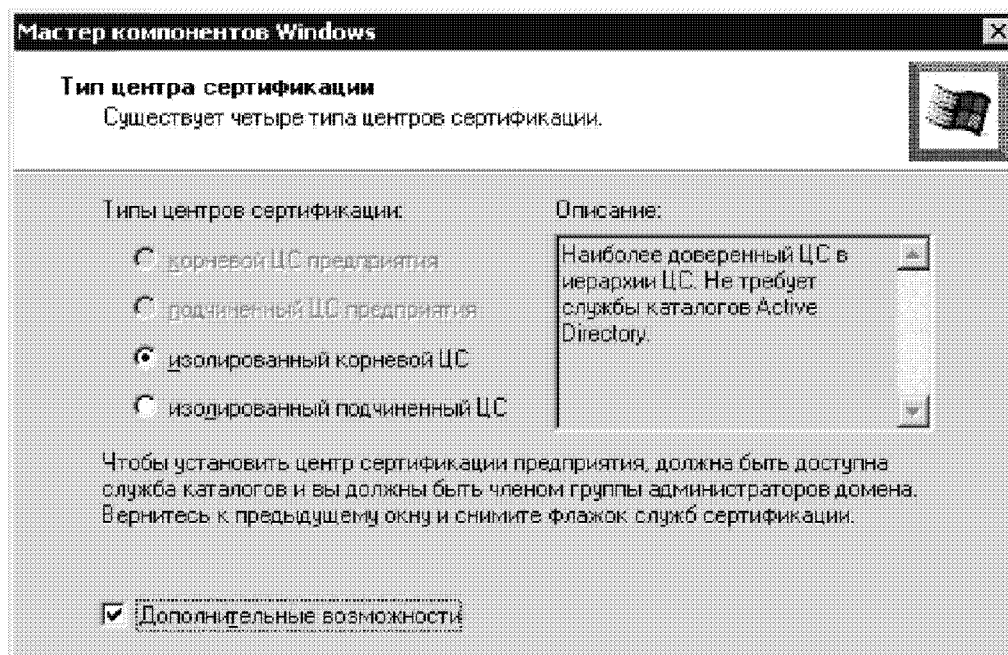 Мастер компонентов Windows
Тип центра сертификации
Существует четыре типа центров сертификации.
Типы центров сертификации:
корневой ЦС предприятия
подчиненный ЦС предприятия
изолированный корневой ЦС
изолированный подчиненный ЦС
Описание:
Наиболее доверенный ЦС в
иерархии ЦС. Не требует
службы каталогов Active
Directory.
Чтобы установить центр сертификации предприятия, должна быть доступна
служба каталогов и вы должны быть членом группы администраторов домена.
Вернитесь к предыдущему окну и снимите флажок служб сертификации.
Дополнительные возможности